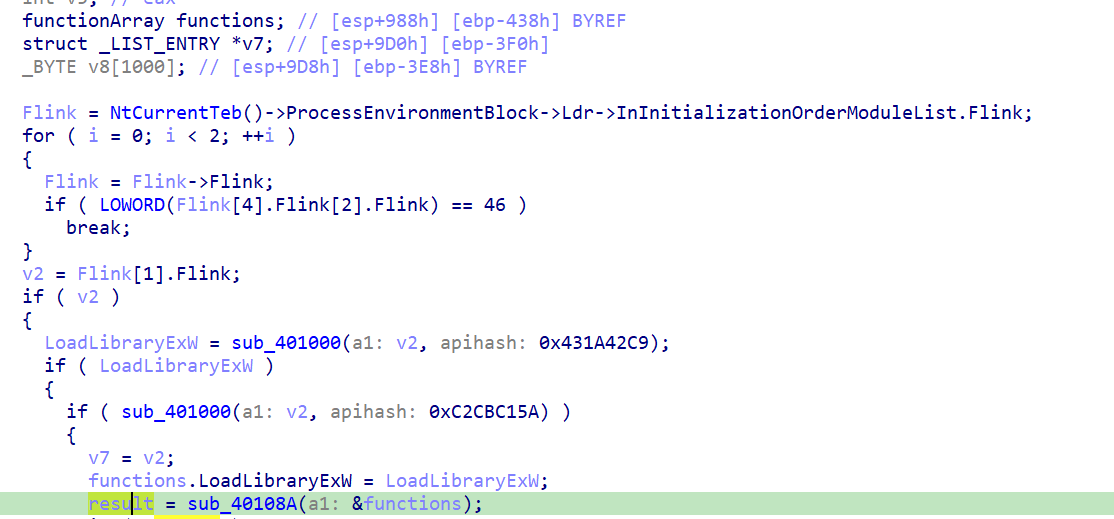 functionArray functions; // [esp+988h] [ebp-438h] BYREF
struct _LIST_ENTRY *v7; // [esp+9D0h] [ebp-3F0h]
_BYTE v8[1000]; // [esp+9D8h] [ebp-3E8h] BYREF
Flink = NtCurrentTeb()->ProcessEnvironmentBlock->Ldr->InInitializationOrderModuleList.Flink;
for ( i = 0; i < 2; ++i )
{
Flink = Flink->Flink;
if ( LOWORD(Flink[4].Flink[2].Flink) == 46 )
break;
}
v2 = Flink[1].Flink;
if ( v2 )
{
LoadLibraryExW = sub_401000(a1: v2, apihash: 0x431A42C9);
if ( LoadLibraryExW )
{
if ( sub_401000(a1: v2, apihash: 0xC2CBC15A) )
{
v7 = v2;
functions.LoadLibraryExW = LoadLibraryExW;
result = sub_40108A(a1: &functions);